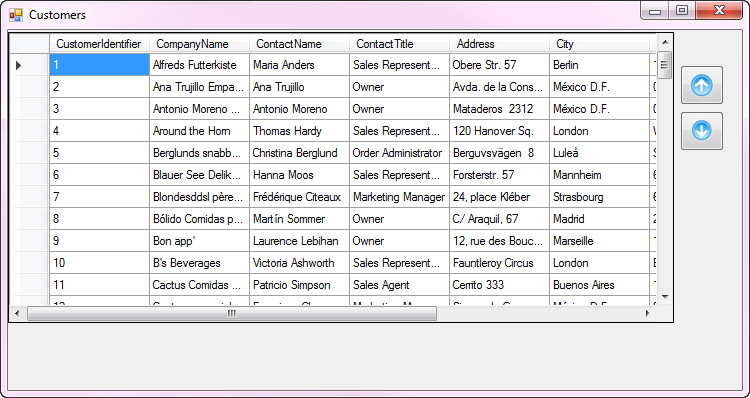 Customers
CustomerIdentifier CompanyName ContactName ContactTitle Address City
1 Alfreds Futterkiste Maria Anders Sales Represent... Obere Str. 57 Berlin
2 Ana Trujillo Empa... Ana Trujillo Owner Avda. de la Cons... México D.F.
3 Antonio Moreno ... Antonio Moreno Owner Mataderos 2312 México D.F.
4 Around the Horn Thomas Hardy Sales Represent... 120 Hanover Sq. London
5 Berglunds snabb... Christina Berglund Order Administrator Berguvsvägen 8 Luleå
6 Blauer See Delik... Hanna Moos Sales Represent... Forsterstr. 57 Mannheim
7 Blondesddsl père... Frédérique Citeaux Marketing Manager 24, place Kléber Strasbourg
8 Bólido Comidas p... Martín Sommer Owner C/ Araquil, 67 Madrid
9 Bon app' Laurence Lebihan Owner 12, rue des Bouc... Marseille
10 B's Beverages Victoria Ashworth Sales Represent... Fauntleroy Circus London
11 Cactus Comidas ... Patricio Simpson Sales Agent Cerrito 333 Buenos Aires